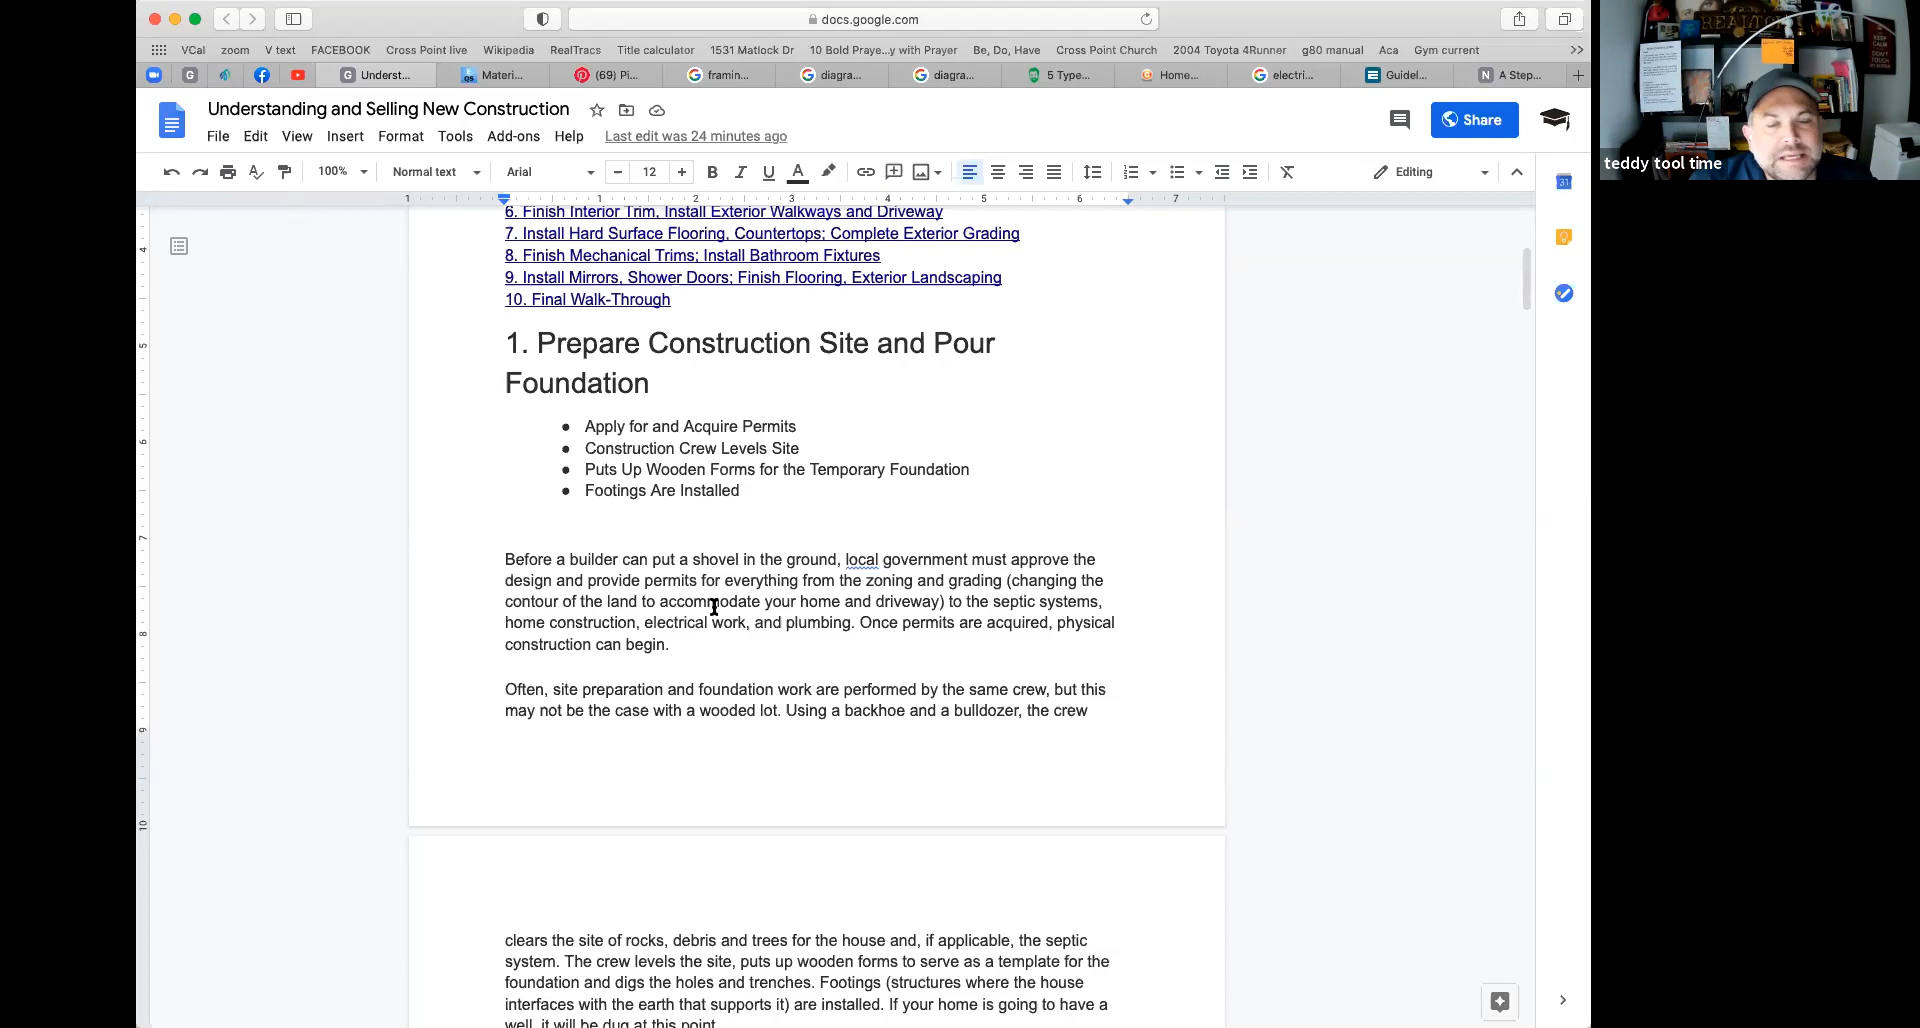 docs.google.com
VCal zoom V text FACEBOOK Cross Point live Wikipedia RealTracs Title calculator 1531 Matlock Dr 10 Bold Praye...y with Prayer Be, Do, Have Cross Point Church 2004 Toyota 4Runner g80 manual Aca Gym current
Underst... Materi... (69) Pi... framin... diagra... diagra... 5 Type... Home... electri... Guidel... A Step...
Understanding and Selling New Construction
File Edit View Insert Format Tools Add-ons Help Last edit was 24 minutes ago
Share
100% Normal text Arial 12 Editing
6. Finish Interior Trim, Install Exterior Walkways and Driveway
7. Install Hard Surface Flooring, Countertops; Complete Exterior Grading
8. Finish Mechanical Trims; Install Bathroom Fixtures
9. Install Mirrors, Shower Doors; Finish Flooring, Exterior Landscaping
10. Final Walk-Through
1. Prepare Construction Site and Pour
Foundation
● Apply for and Acquire Permits
● Construction Crew Levels Site
● Puts Up Wooden Forms for the Temporary Foundation
● Footings Are Installed
Before a builder can put a shovel in the ground, local government must approve the
design and provide permits for everything from the zoning and grading (changing the
contour of the land to accommodate your home and driveway) to the septic systems,
home construction, electrical work, and plumbing. Once permits are acquired, physical
construction can begin.
Often, site preparation and foundation work are performed by the same crew, but this
may not be the case with a wooded lot. Using a backhoe and a bulldozer, the crew
clears the site of rocks, debris and trees for the house and, if applicable, the septic
system. The crew levels the site, puts up wooden forms to serve as a template for the
foundation and digs the holes and trenches. Footings (structures where the house
interfaces with the earth that supports it) are installed. If your home is going to have a
well, it will be dug at this point.
REALTOR
KEEP
CALM
teddy tool time